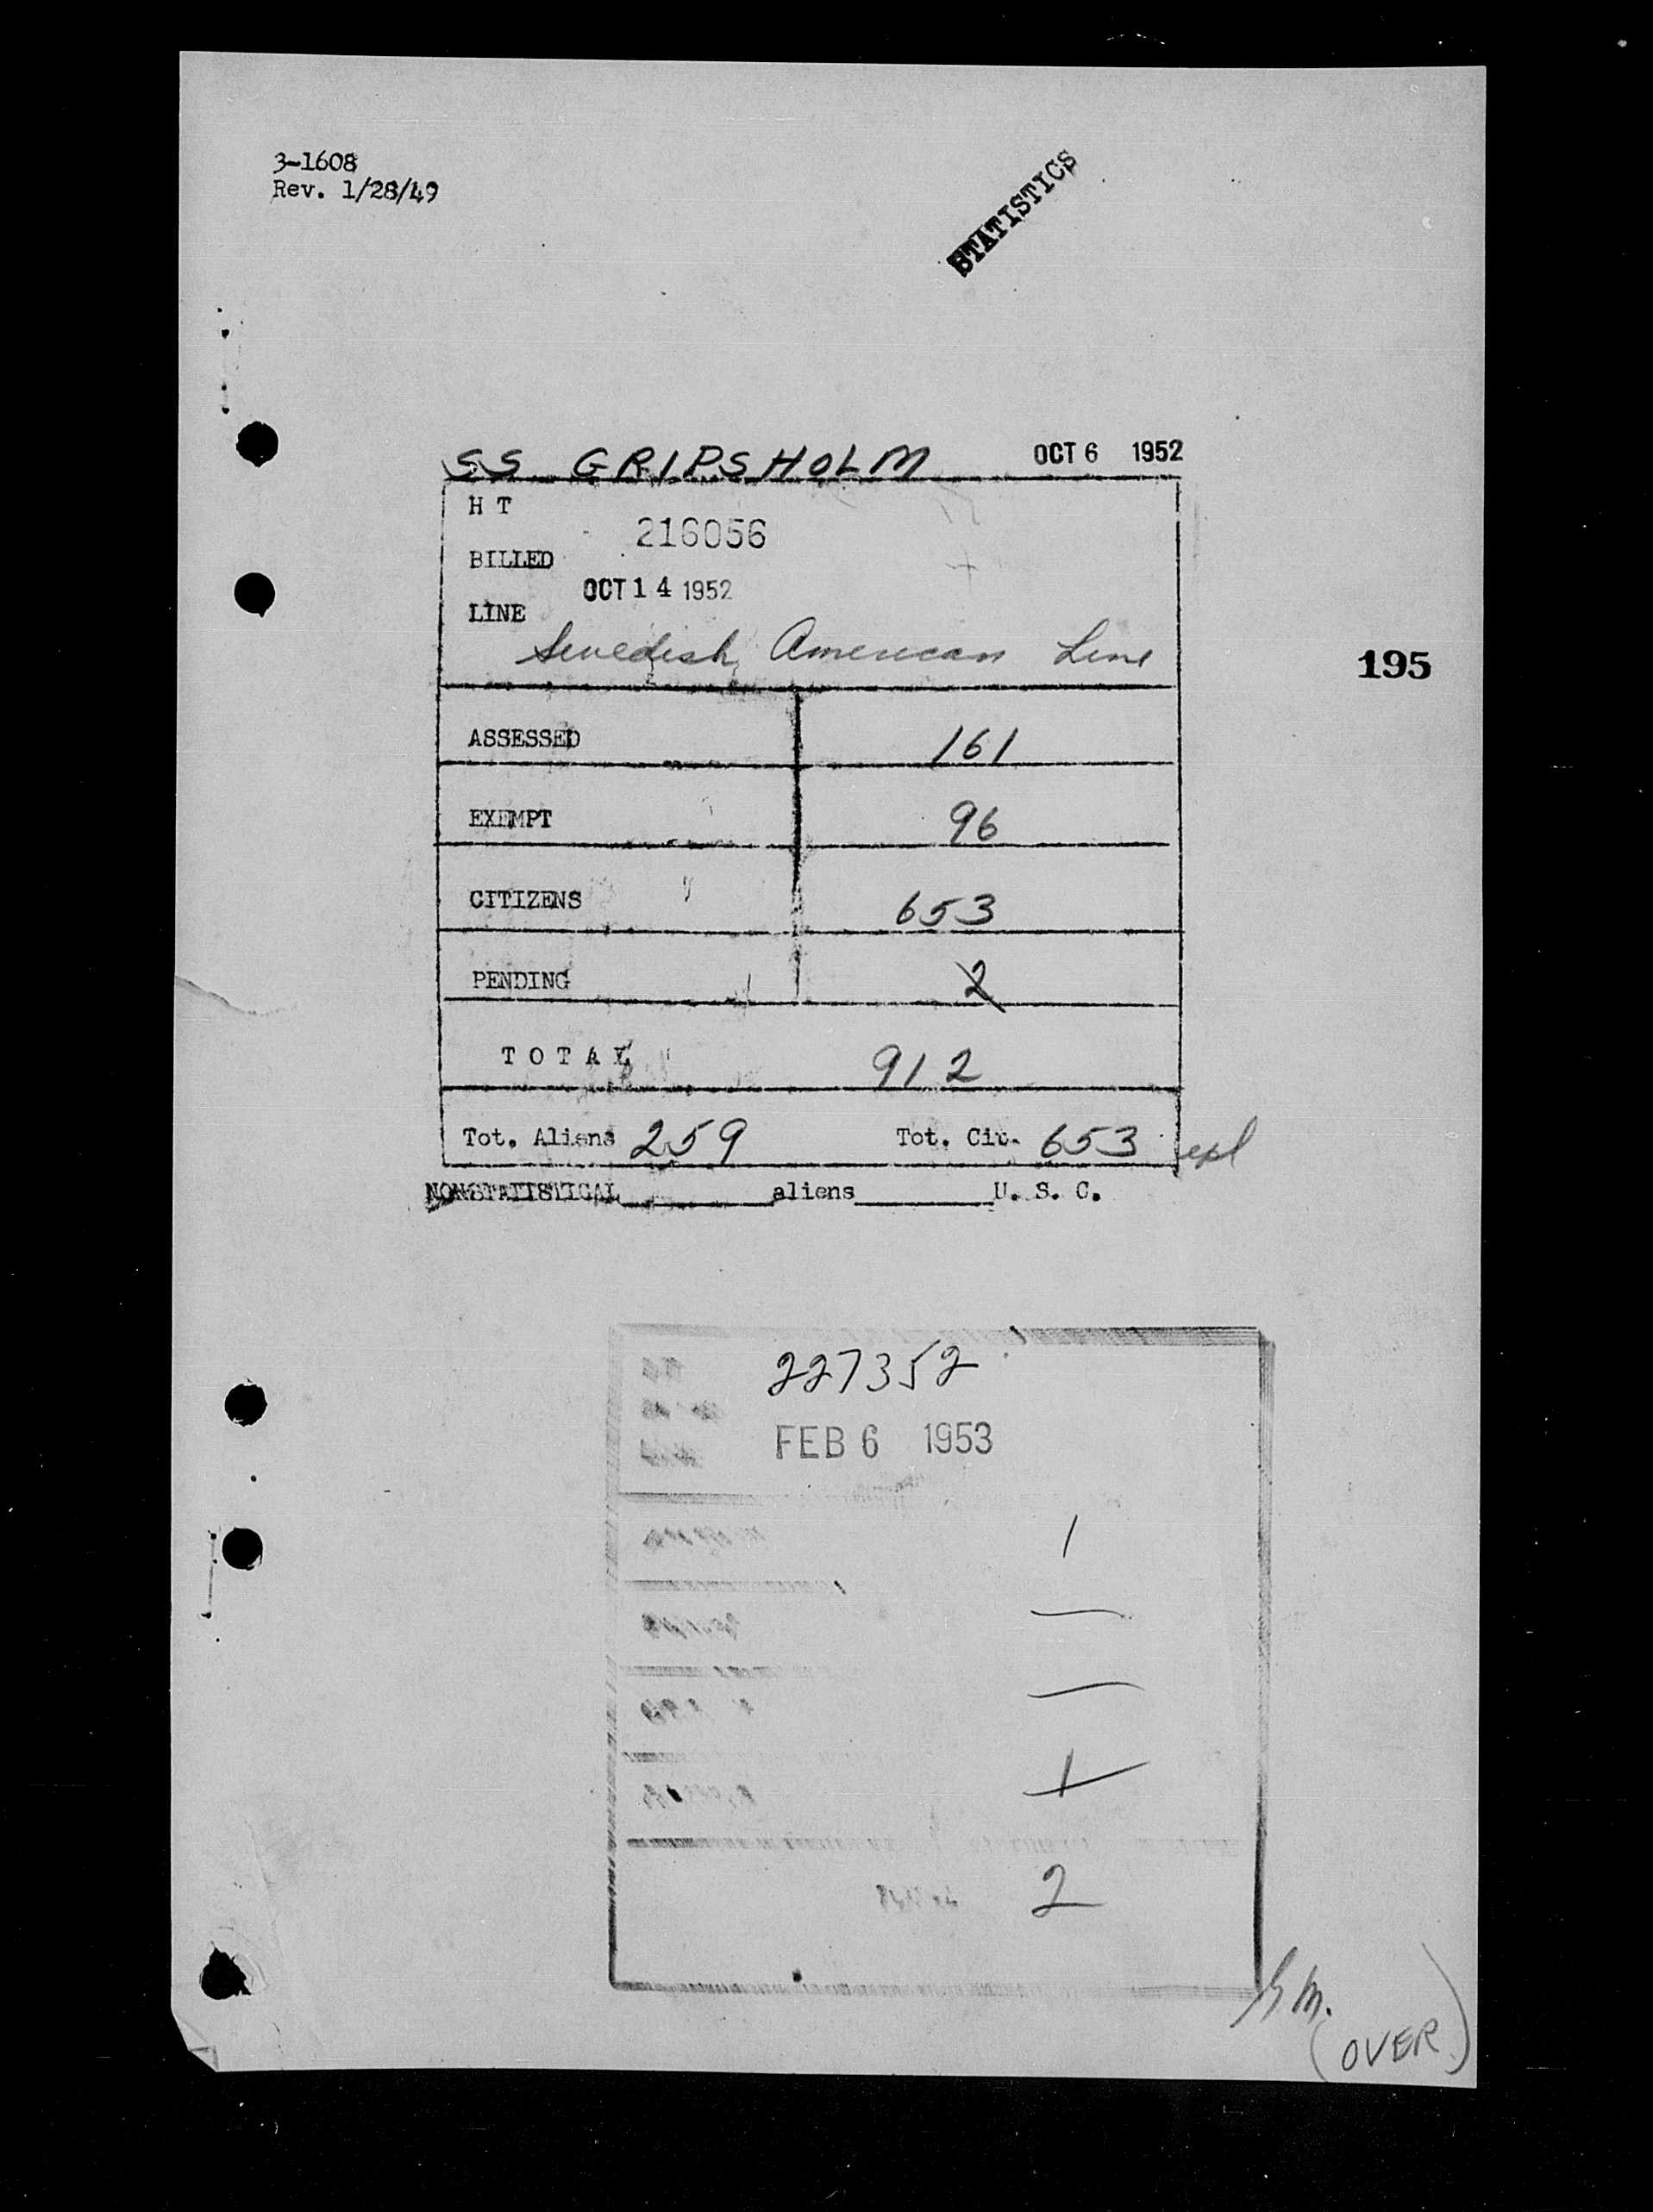 3-1608
Rev. 1/28/49
STATISTICS
SS GRIPSHOLM OCT 6 1952
H T
216056
BILLED
OCT 14 1952
LINE
Swedish American Line
195
ASSESSED 161
EXEMPT 96
CITIZENS 653
PENDING 2
TOTAL 912
Tot. Aliens 259 Tot. Cit. 653
NONSTATISTICAL aliens U. S. C.
227352
FEB 6 1953
1
—
—
1
2
(OVER)